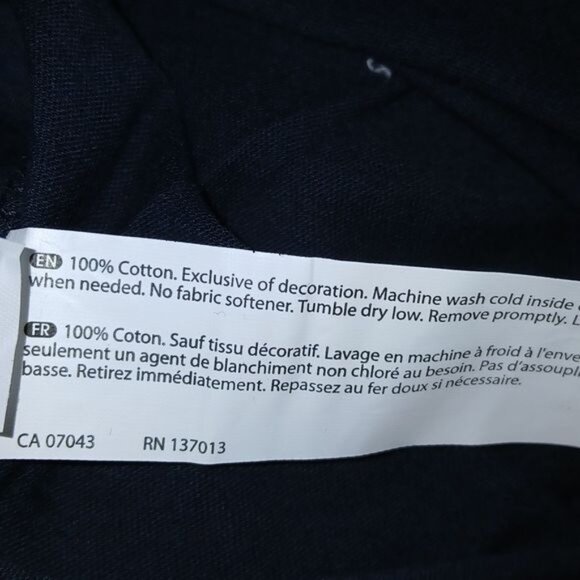 EN 100% Cotton. Exclusive of decoration. Machine wash cold inside
when needed. No fabric softener. Tumble dry low. Remove promptly.
FR 100% Coton. Sauf tissu décoratif. Lavage en machine à froid à l'enve
seulement un agent de blanchiment non chloré au besoin. Pas d'assoupli
basse. Retirez immédiatement. Repassez au fer doux si nécessaire.
CA 07043 RN 137013